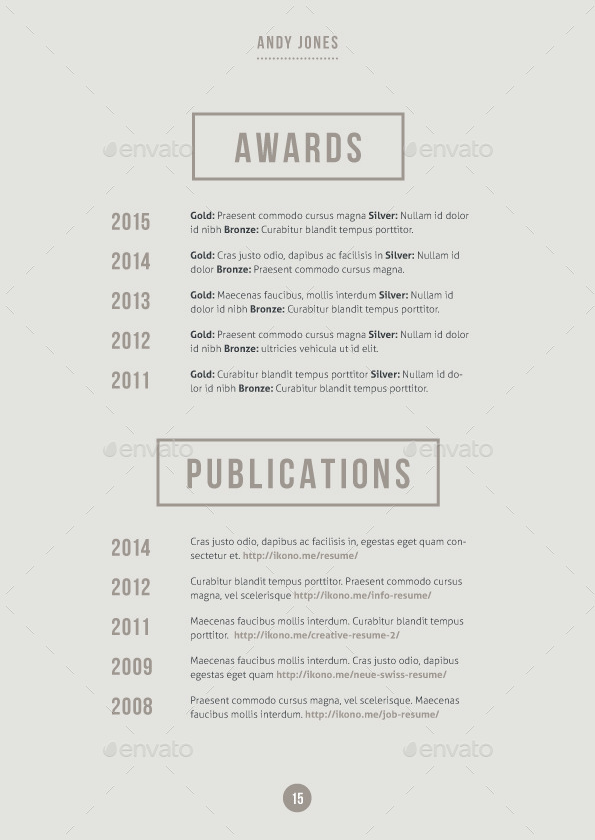 ANDY JONES
envato
envato
AWARDS
2015
Gold: Praesent commodo cursus magna Silver: Nullam id dolor
id nibh Bronze: Curabitur blandit tempus porttitor.
2014
Gold: Cras justo odio, dapibus ac facilisis in Silver: Nullam id
dolor Bronze: Praesent commodo cursus magna.
2013
Gold: Maecenas faucibus, mollis interdum Silver: Nullam id
dolor id nibh Bronze: Curabitur blandit tempus porttitor.
2012
Gold: Praesent commodo cursus magna Silver: Nullam id dolor
id nibh Bronze: ultricies vehicula ut id elit.
2011
Gold: Curabitur blandit tempus porttitor Silver: Nullam id do-
lor id nibh Bronze: Curabitur blandit tempus porttitor.
envato
envato
PUBLICATIONS
2014
Cras justo odio, dapibus ac facilisis in, egestas eget quam con-
sectetur et. http://ikono.me/resume/
2012
Curabitur blandit tempus porttitor. Praesent commodo cursus
magna, vel scelerisque http://ikono.me/info-resume/
2011
Maecenas faucibus mollis interdum. Curabitur blandit tempus
porttitor. http://ikono.me/creative-resume-2/
2009
Maecenas faucibus mollis interdum. Cras justo odio, dapibus
egestas eget quam http://ikono.me/neue-swiss-resume/
2008
Praesent commodo cursus magna, vel scelerisque. Maecenas
faucibus mollis interdum. http://ikono.me/job-resume/
envato
envato
15